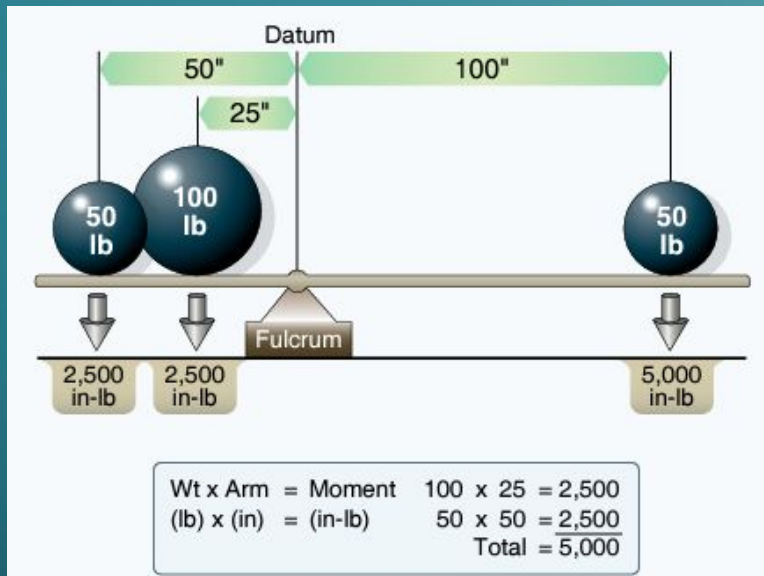 Datum
50"
100"
25"
50
lb
100
lb
50
lb
Fulcrum
2,500
in-lb
2,500
in-lb
5,000
in-lb
Wt x Arm = Moment 100 x 25 = 2,500
(lb) x (in) = (in-lb) 50 x 50 = 2,500
Total = 5,000